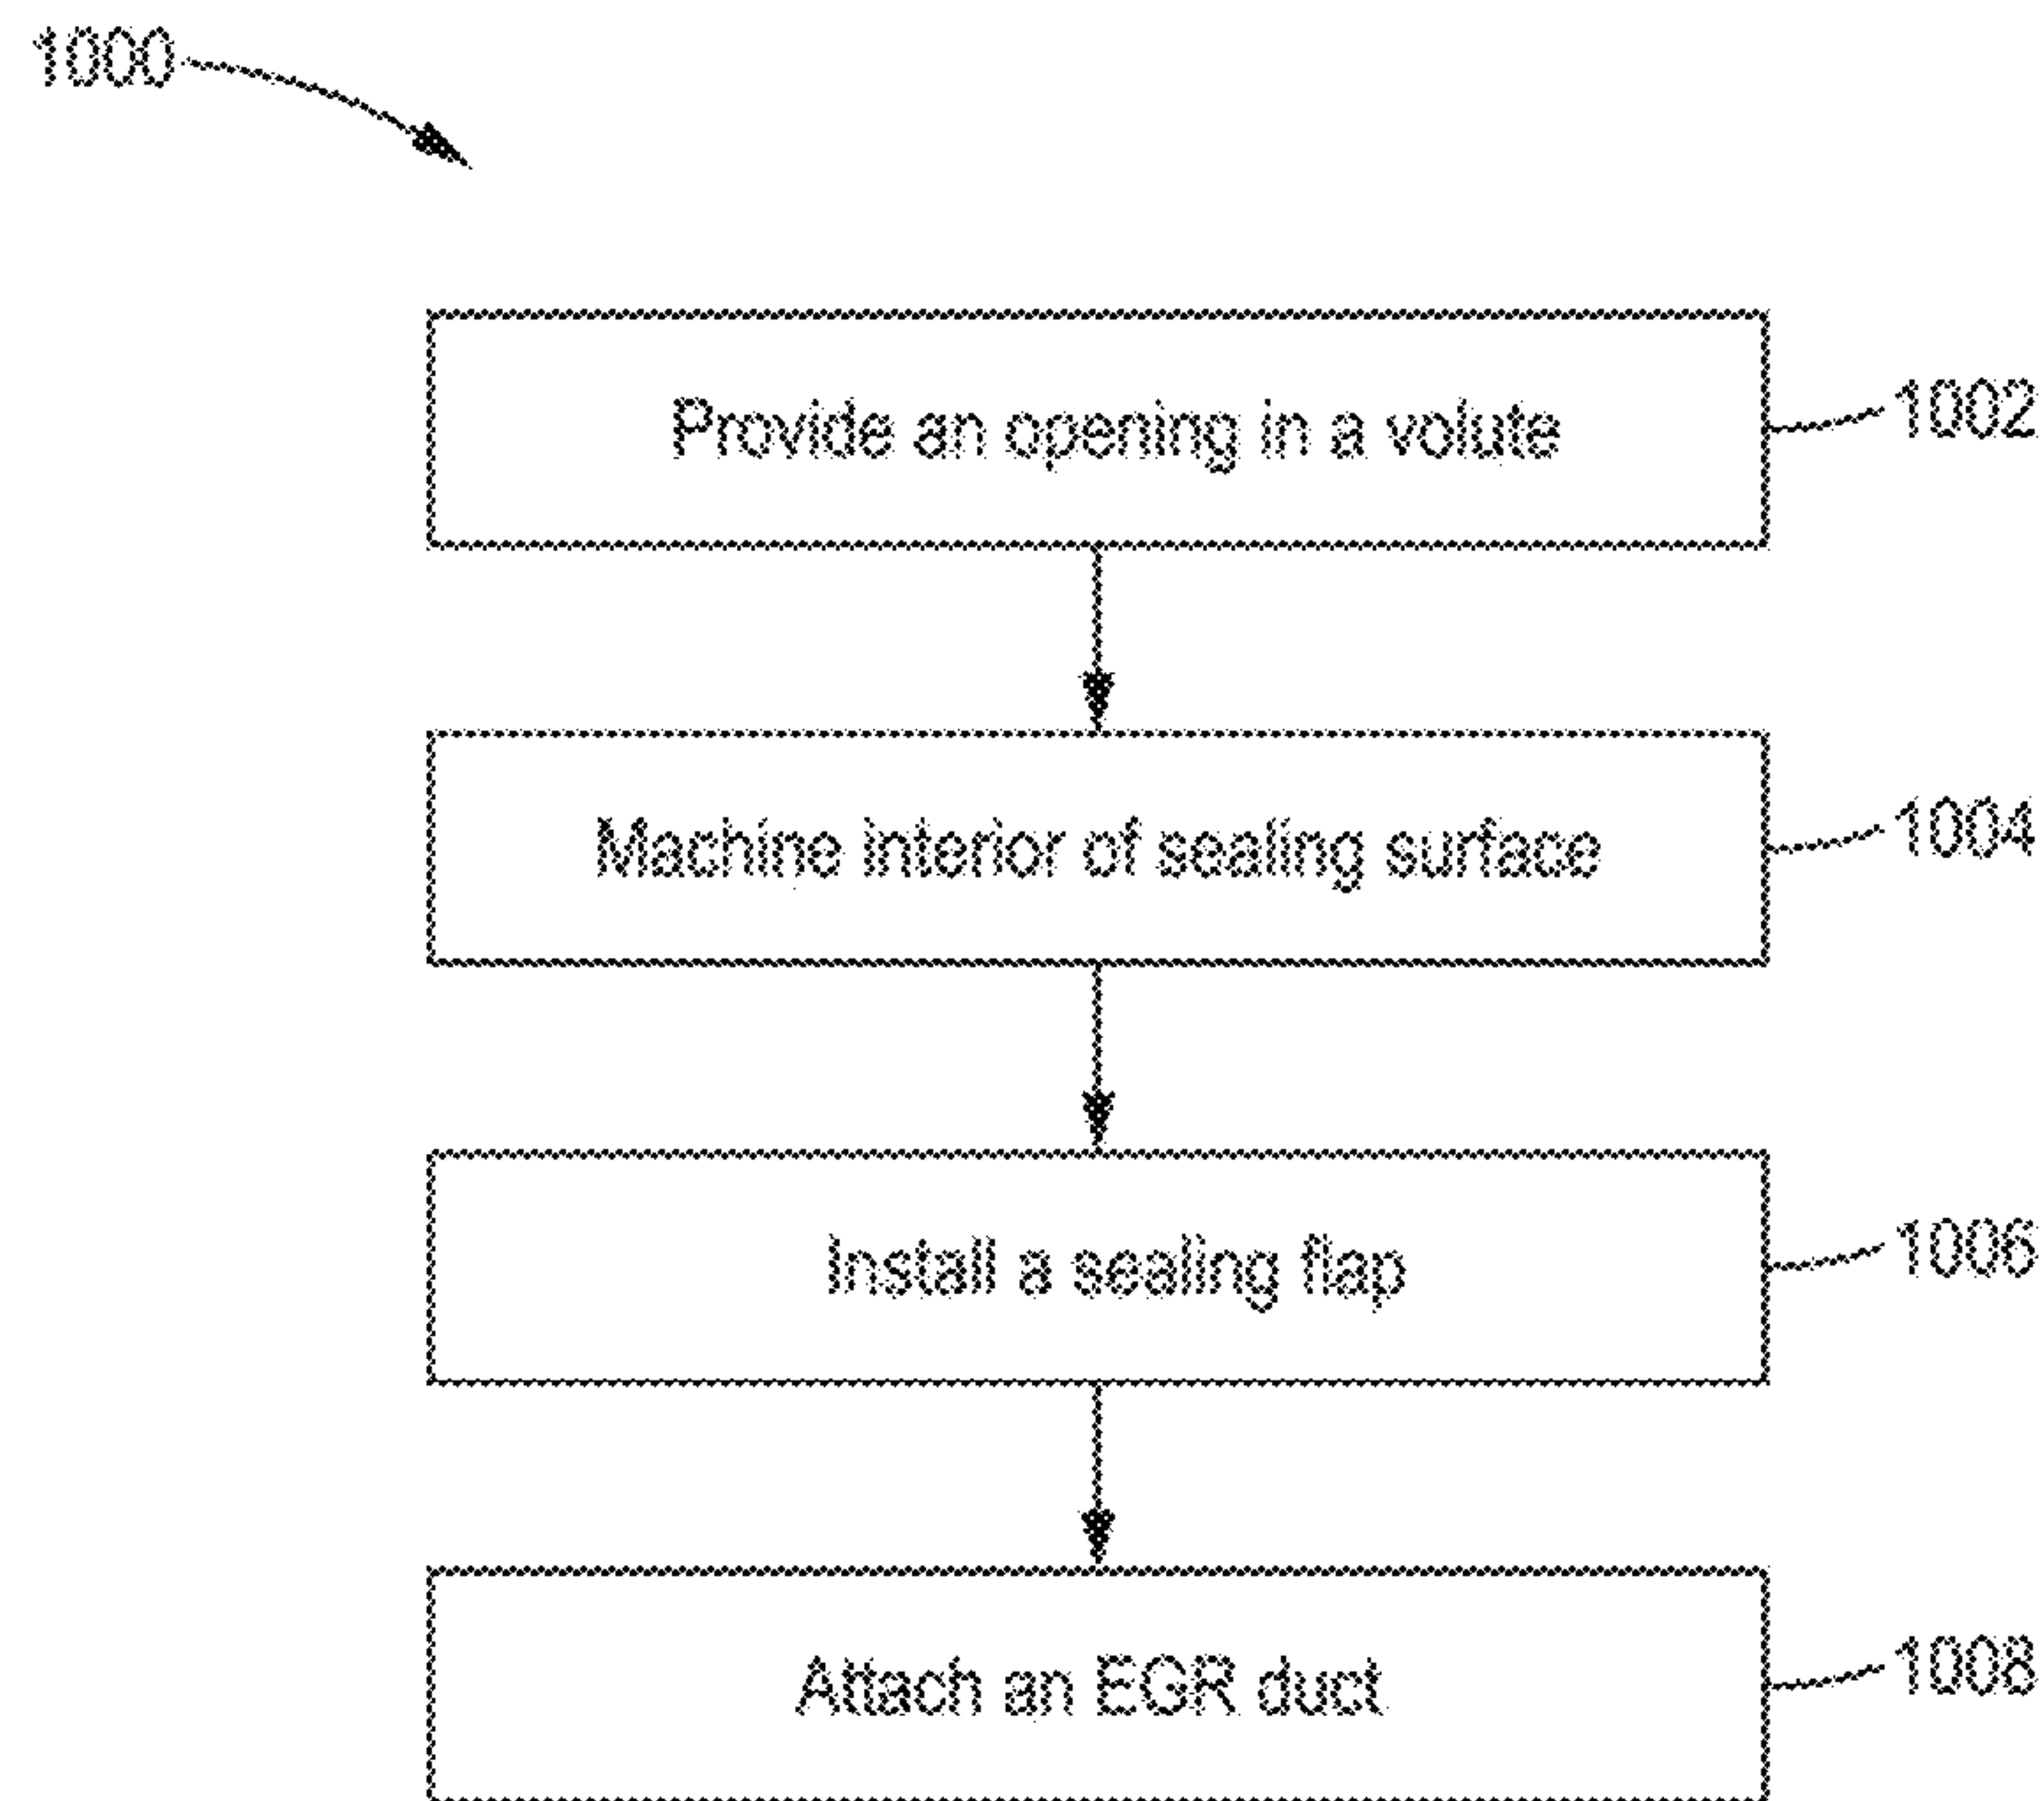 1000
Provide an opening in a volute
1002
Machine interior of sealing surface
1004
Install a sealing flap
1006
Attach an EGR duct
1008